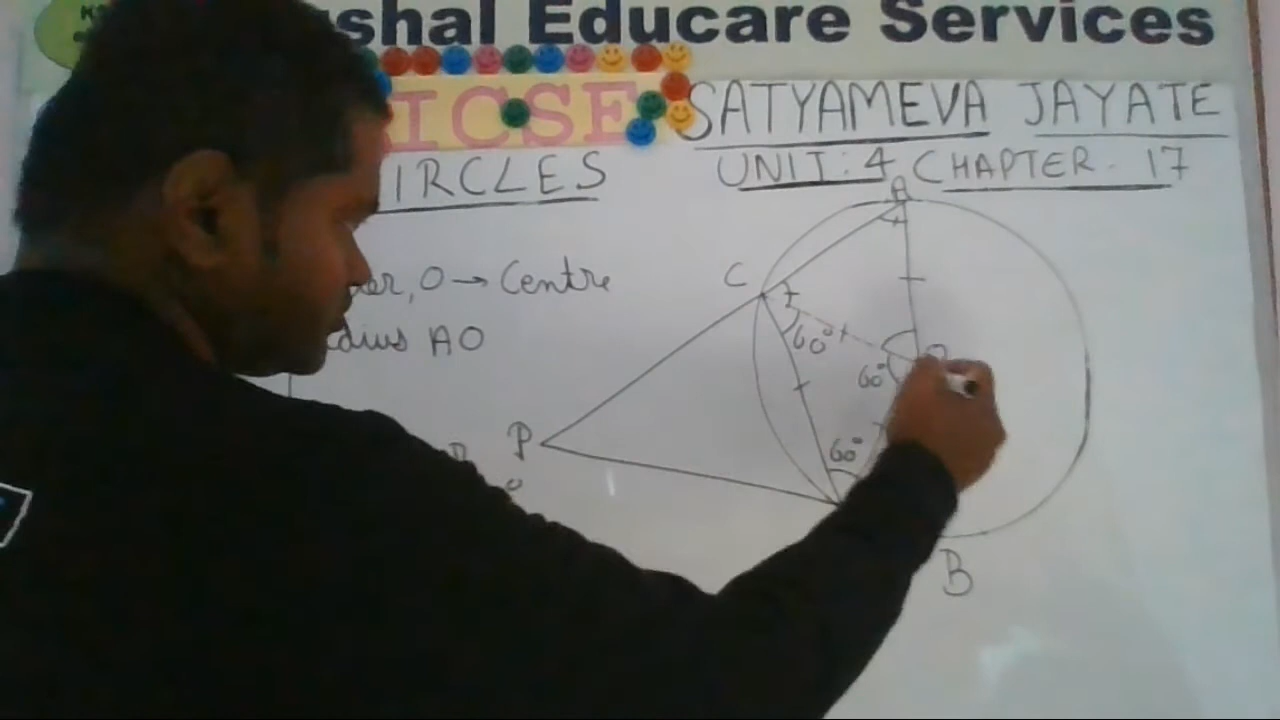 shal Educare Services
ICSE
SATYAMEVA JAYATE
IRCLES
UNIT: 4 CHAPTER - 17
A
O → Centre
C
AO
60°
60°
P
60°
B